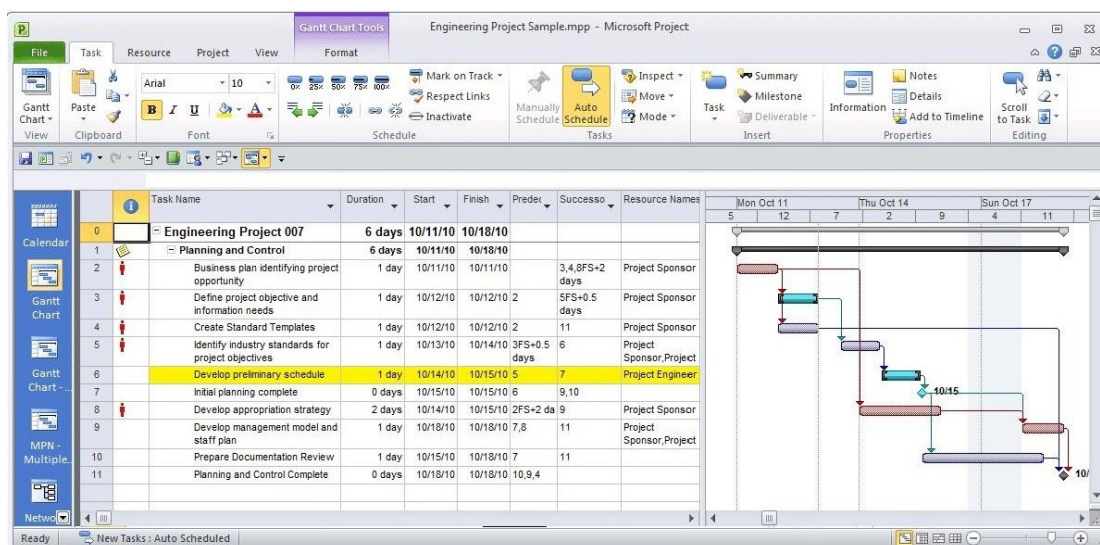 Gantt Chart Tools
Engineering Project Sample.mpp - Microsoft Project
File Task Resource Project View Format
Gantt Chart
View
Paste
Clipboard
Arial 10
B I U A
Font
0% 25% 50% 75% 100%
Mark on Track
Respect Links
Inactivate
Schedule
Manually Schedule
Auto Schedule
Inspect
Move
Mode
Tasks
Task
Summary
Milestone
Deliverable
Insert
Information
Notes
Details
Add to Timeline
Properties
Scroll to Task
Editing
Calendar
Gantt Chart
Gantt Chart -...
MPN - Multiple...
Netwo
Task Name Duration Start Finish Predec Successo Resource Names
0 Engineering Project 007 6 days 10/11/10 10/18/10
1 Planning and Control 6 days 10/11/10 10/18/10
2 Business plan identifying project 1 day 10/11/10 10/11/10 3,4,8FS+2 Project Sponsor
opportunity days
3 Define project objective and 1 day 10/12/10 10/12/10 2 5FS+0.5 Project Sponsor
information needs days
4 Create Standard Templates 1 day 10/12/10 10/12/10 2 11 Project Sponsor
5 Identify industry standards for 1 day 10/13/10 10/14/10 3FS+0.5 6 Project
project objectives days Sponsor,Project
6 Develop preliminary schedule 1 day 10/14/10 10/15/10 5 7 Project Engineer
7 Initial planning complete 0 days 10/15/10 10/15/10 6 9,10
8 Develop appropriation strategy 2 days 10/14/10 10/15/10 2FS+2 da 9 Project Sponsor
9 Develop management model and 1 day 10/18/10 10/18/10 7,8 11 Project
staff plan Sponsor,Project
10 Prepare Documentation Review 1 day 10/15/10 10/18/10 7 11
11 Planning and Control Complete 0 days 10/18/10 10/18/10 10,9,4
Mon Oct 11 Thu Oct 14 Sun Oct 17
5 12 7 2 9 4 11
10/15
10/
Ready New Tasks : Auto Scheduled